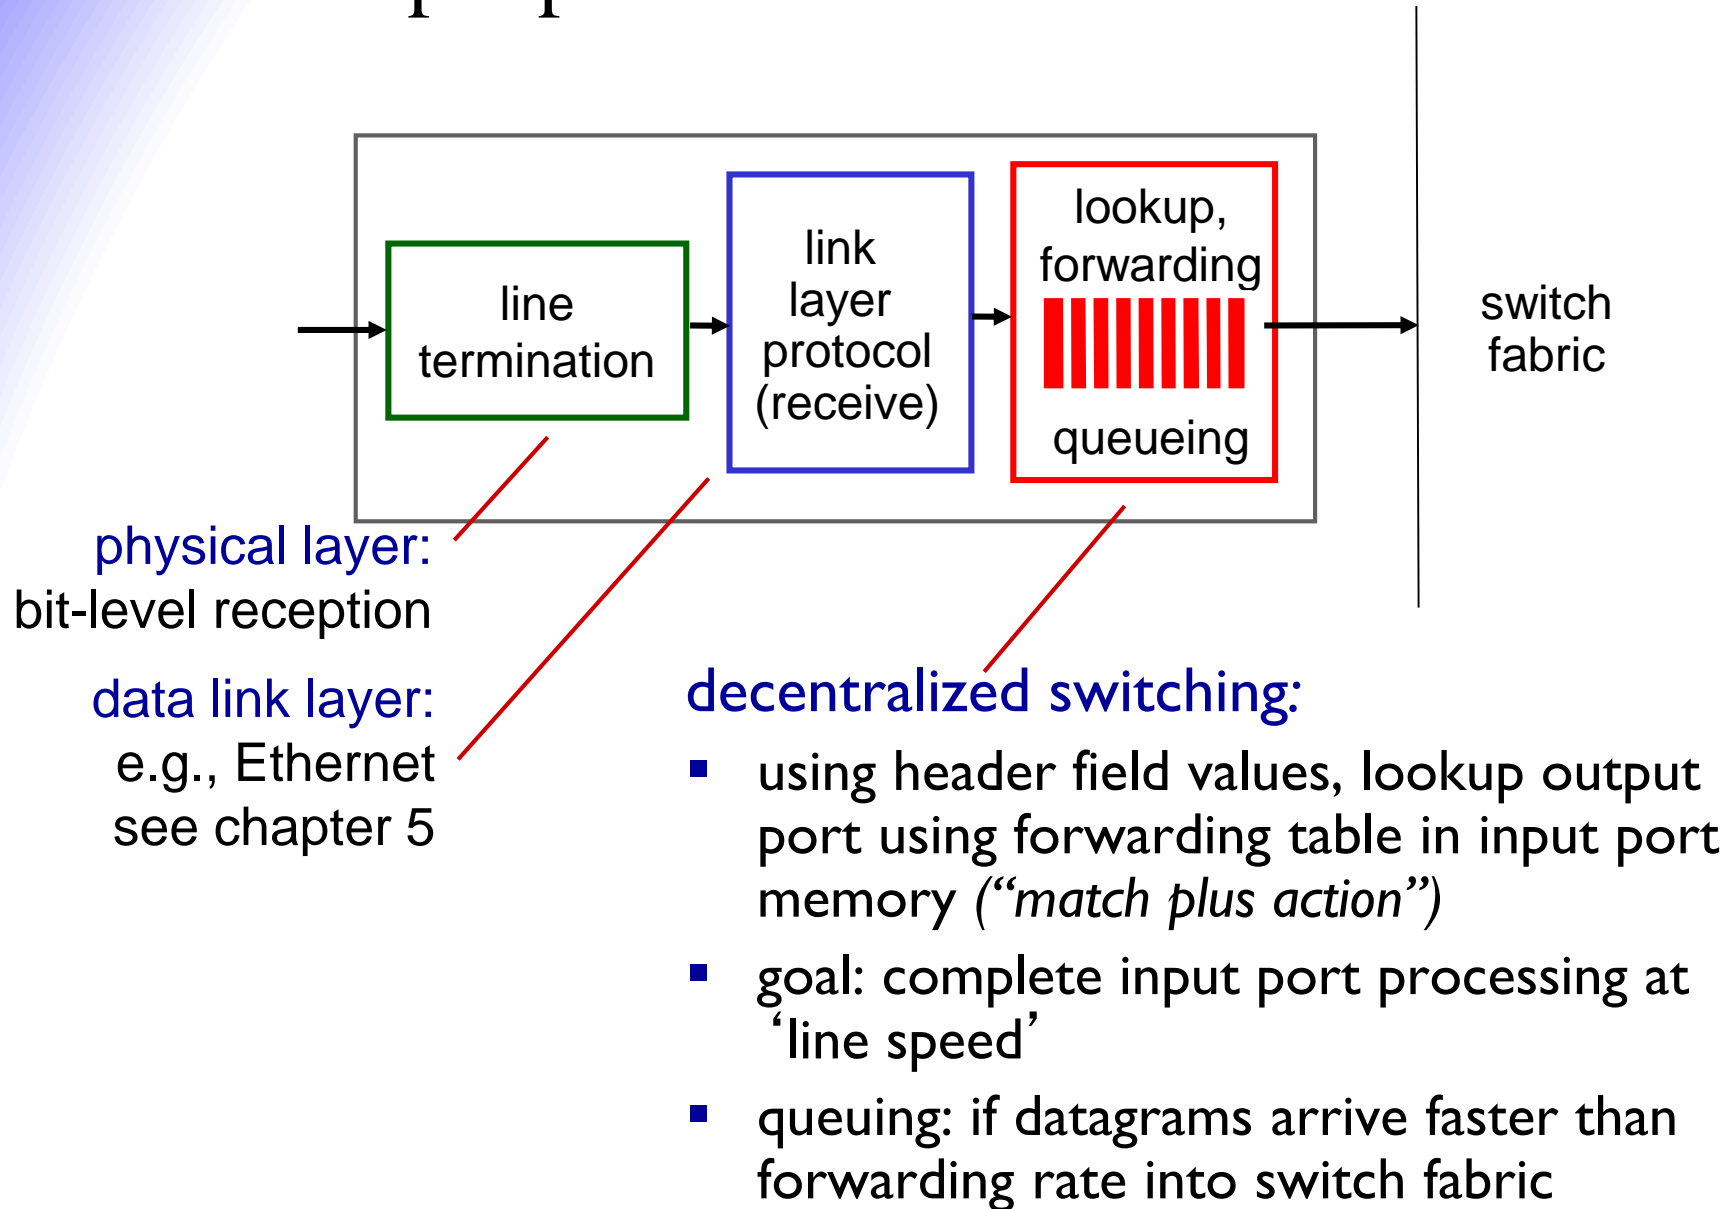 line
termination
link
layer
protocol
(receive)
lookup,
forwarding
queueing
switch
fabric
physical layer:
bit-level reception
data link layer:
e.g., Ethernet
see chapter 5
decentralized switching:
▪ using header field values, lookup output
port using forwarding table in input port
memory (“match plus action”)
▪ goal: complete input port processing at
‘line speed’
▪ queuing: if datagrams arrive faster than
forwarding rate into switch fabric